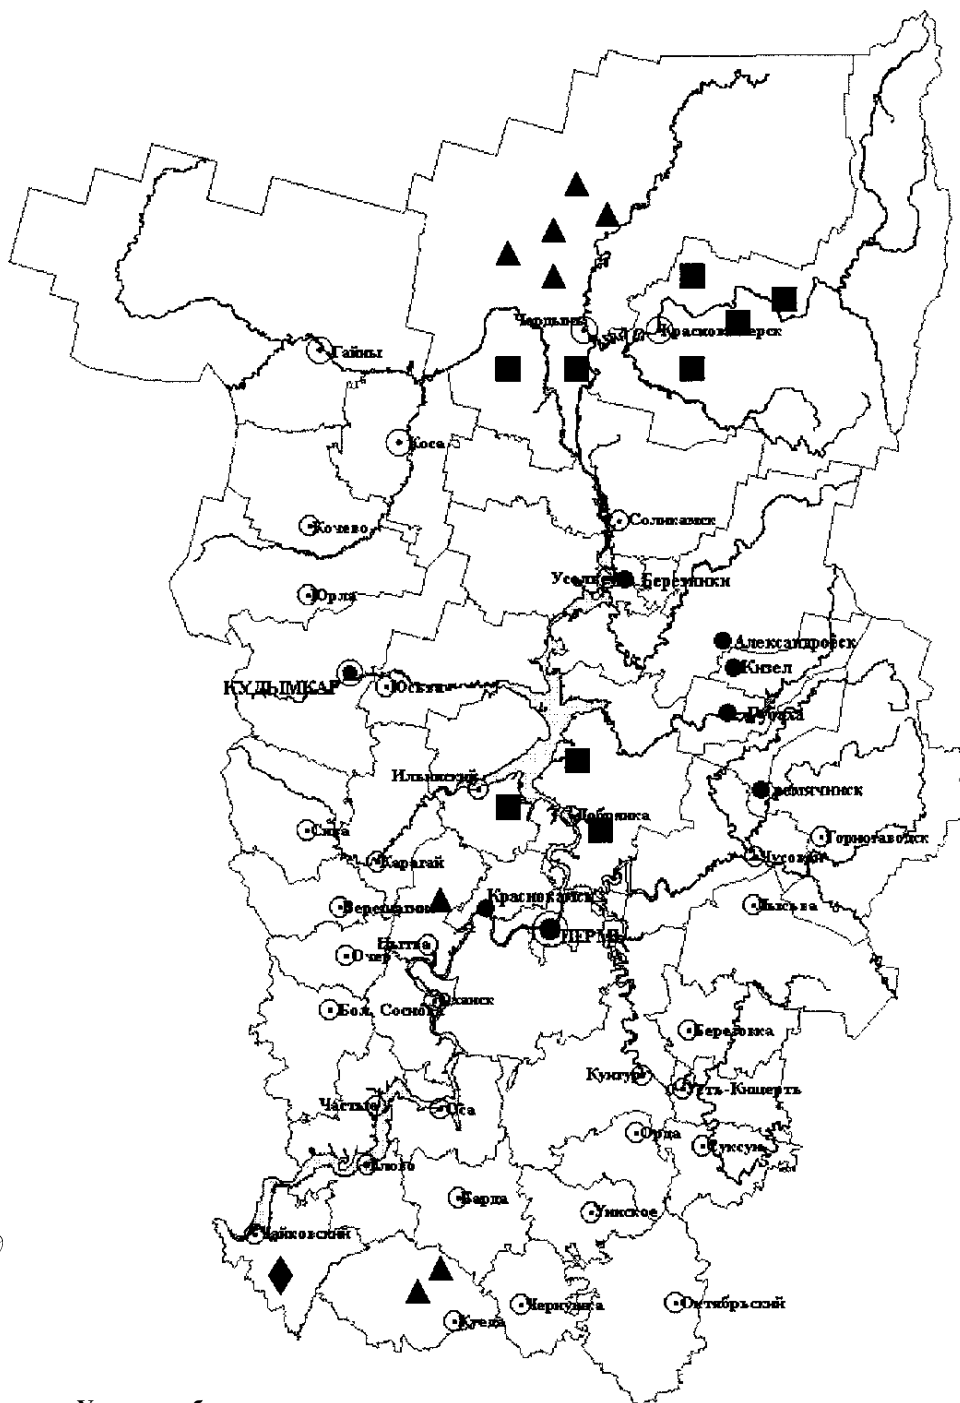 Чердынь
Красновишерск
Гайны
Коса
Соликамск
Кочево
Усолье
Березники
Юрла
Александровск
Кизел
КУДЫМКАР
Юсьва
Губаха
Ильинский
Гремячинск
Добрянка
Сива
Горнозаводск
Чусовой
Карагай
Краснокамск
Верещагино
Лысьва
ПЕРМЬ
Нытва
Очер
Оханск
Бол. Соснова
Березовка
Кунгур
Усть-Кишерть
Частые
Оса
Орда
Суксун
Елово
Барда
Уинское
Чайковский
Чернушка
Октябрьский
Куеда